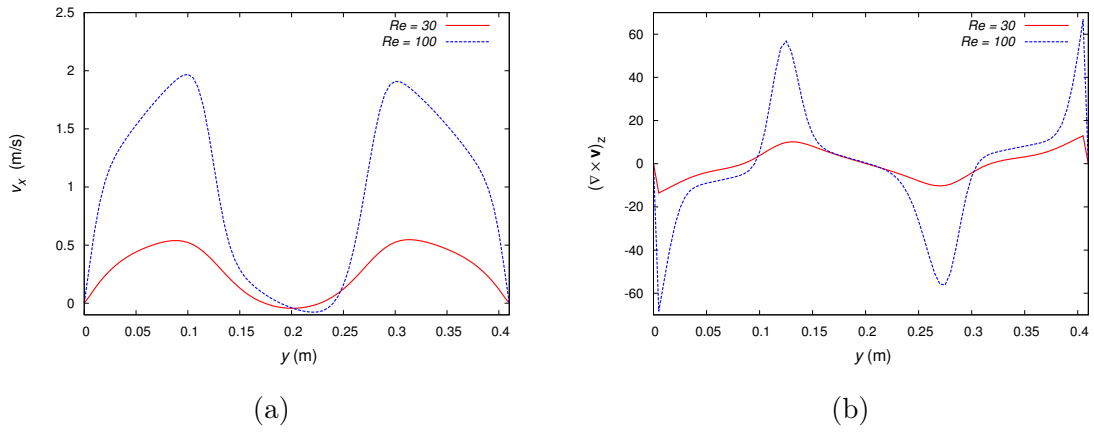 Re = 30
Re = 100
2.5
2
1.5
1
0.5
0
0 0.05 0.1 0.15 0.2 0.25 0.3 0.35 0.4
v_x (m/s)
y (m)
(a)
Re = 30
Re = 100
60
40
20
0
-20
-40
-60
0 0.05 0.1 0.15 0.2 0.25 0.3 0.35 0.4
(∇ × v)_z
y (m)
(b)